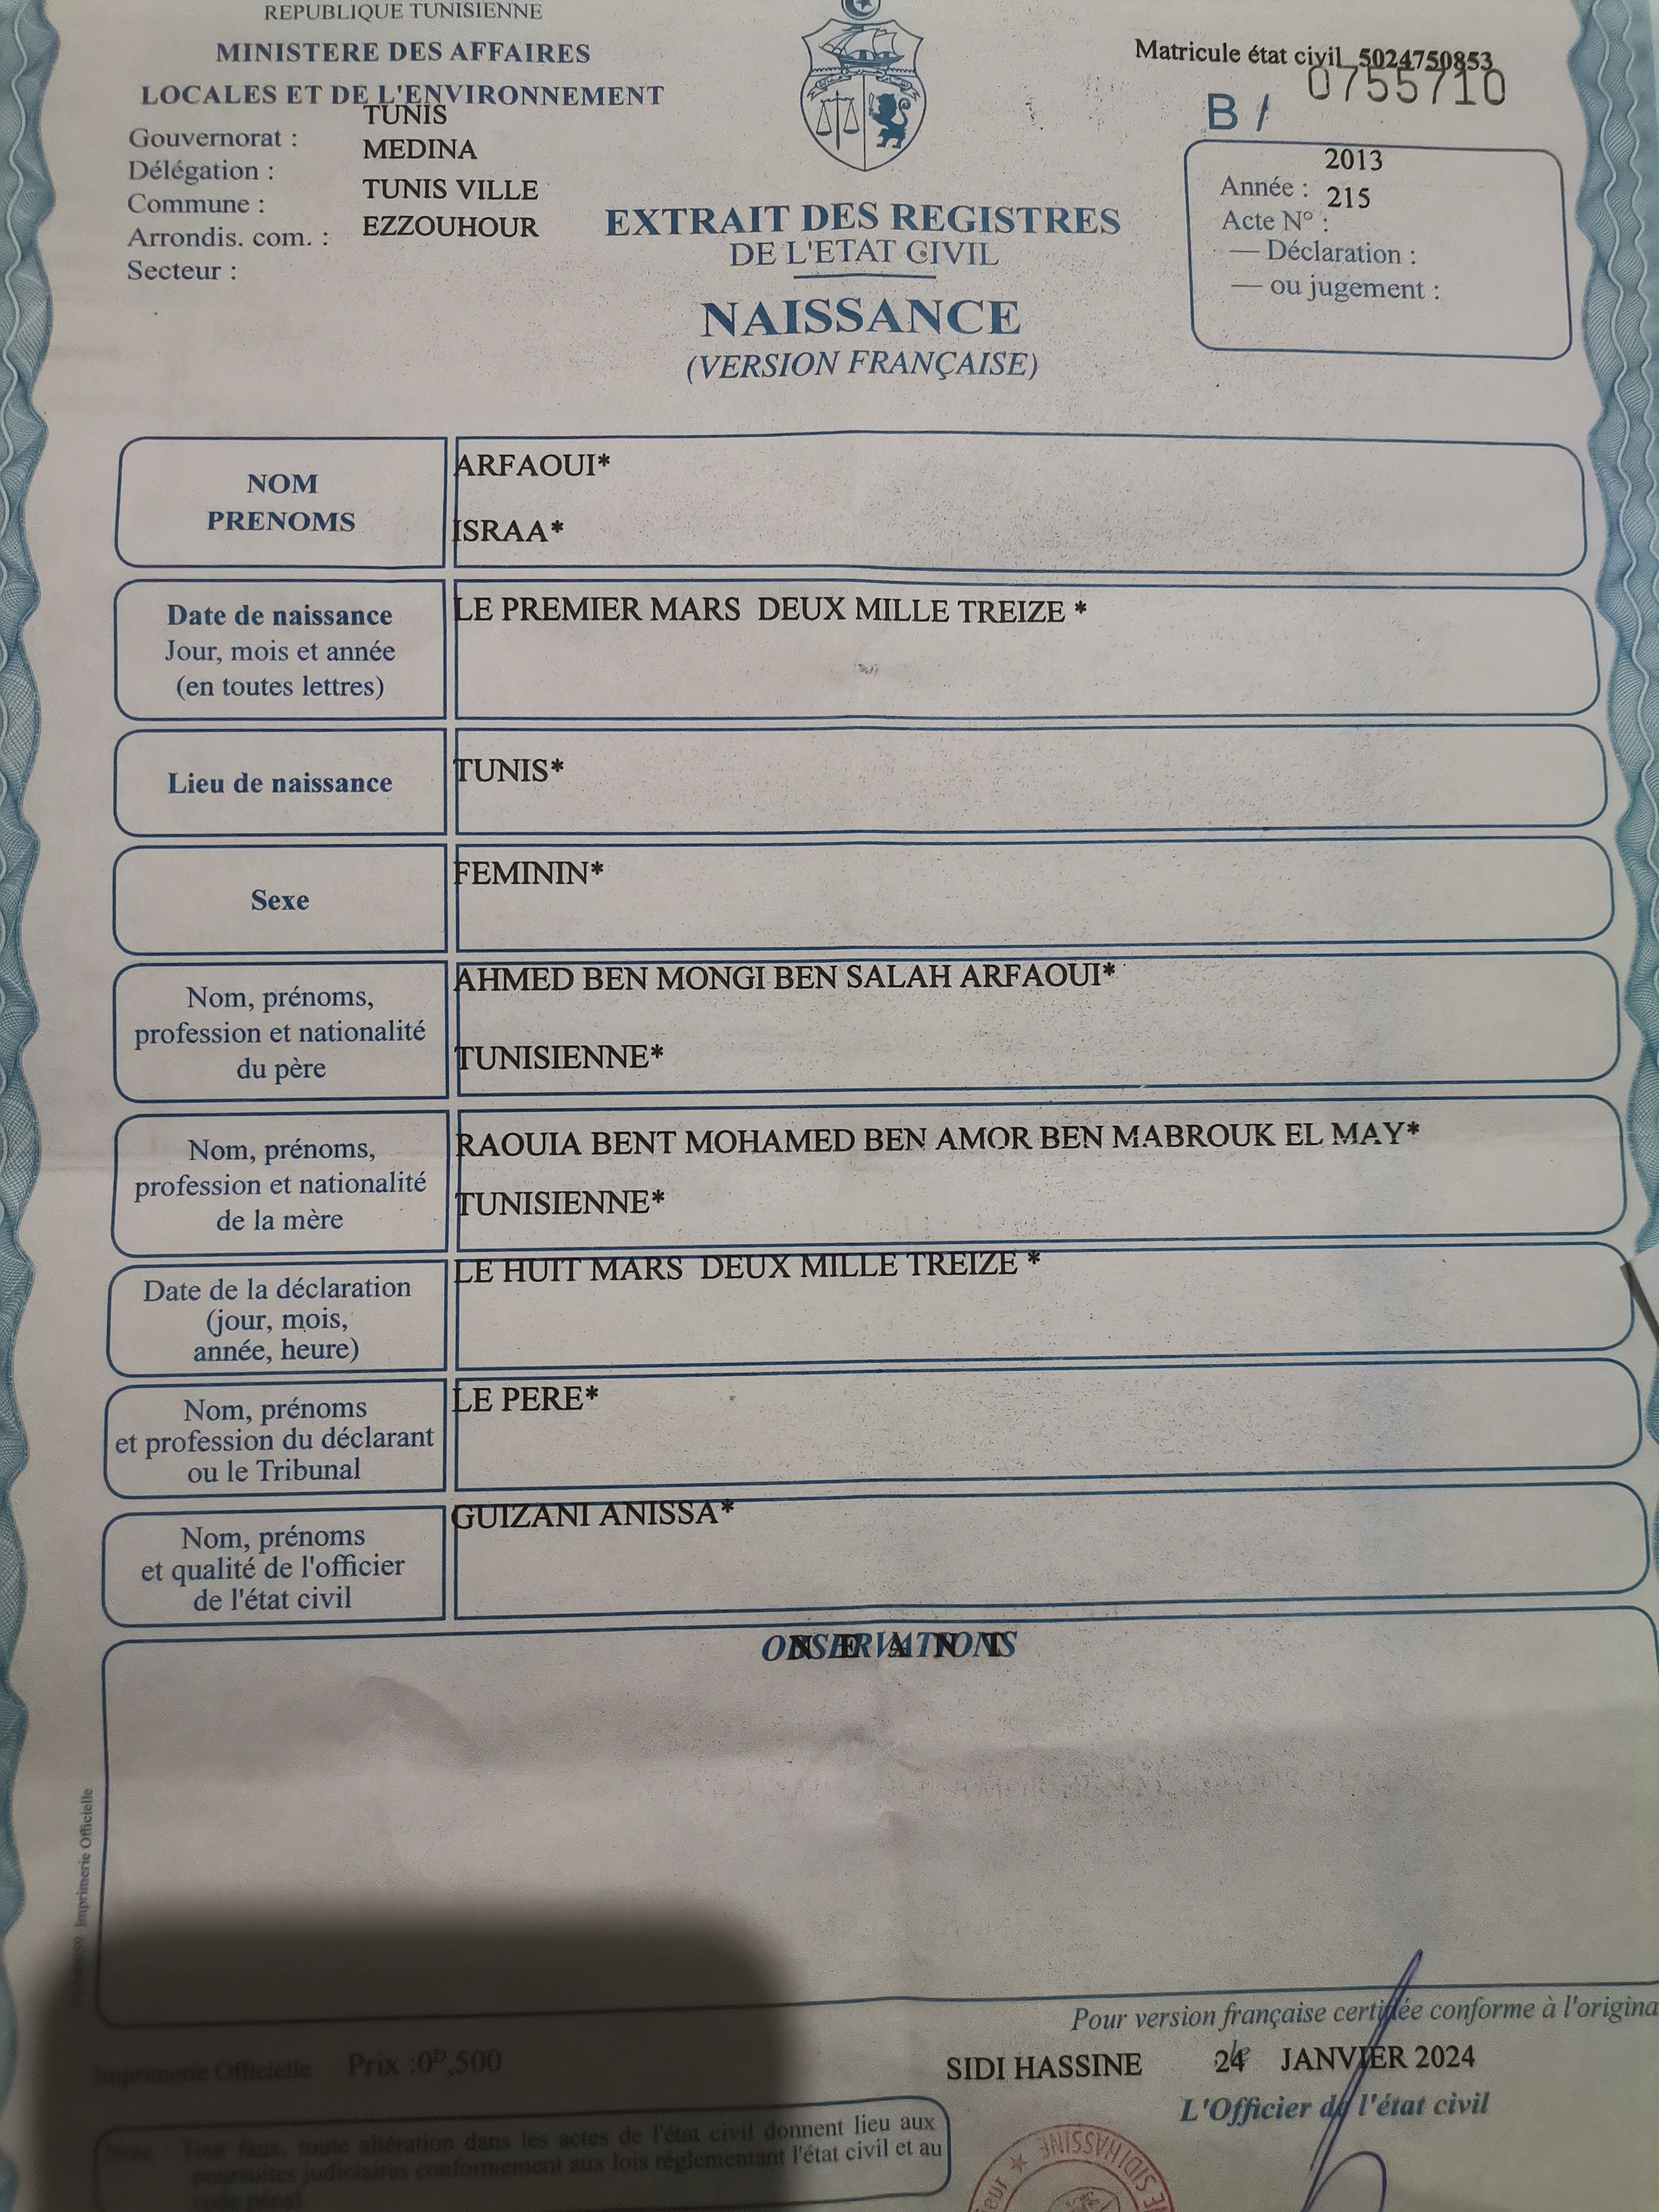 REPUBLIQUE TUNISIENNE
MINISTERE DES AFFAIRES
LOCALES ET DE L'ENVIRONNEMENT
Gouvernorat : TUNIS
Délégation : MEDINA
Commune : TUNIS VILLE
Arrondis. com. : EZZOUHOUR
Secteur :
Matricule état civil 5024750853
B / 0755710
Année : 2013
Acte N° : 215
— Déclaration :
— ou jugement :
EXTRAIT DES REGISTRES
DE L'ETAT CIVIL
NAISSANCE
(VERSION FRANÇAISE)
NOM
PRENOMS
ARFAOUI*
ISRAA*
Date de naissance
Jour, mois et année
(en toutes lettres)
LE PREMIER MARS DEUX MILLE TREIZE *
Lieu de naissance
TUNIS*
Sexe
FEMININ*
Nom, prénoms,
profession et nationalité
du père
AHMED BEN MONGI BEN SALAH ARFAOUI*
TUNISIENNE*
Nom, prénoms,
profession et nationalité
de la mère
RAOUIA BENT MOHAMED BEN AMOR BEN MABROUK EL MAY*
TUNISIENNE*
Date de la déclaration
(jour, mois,
année, heure)
LE HUIT MARS DEUX MILLE TREIZE *
Nom, prénoms
et profession du déclarant
ou le Tribunal
LE PERE*
Nom, prénoms
et qualité de l'officier
de l'état civil
GUIZANI ANISSA*
OBSERVATIONS
N E A N T
Imprimerie Officielle
Pour version française certifiée conforme à l'origina
SIDI HASSINE le 24 JANVIER 2024
L'Officier de l'état civil
Imprimerie Officielle Prix :0ᴰ,500
Note : Tout faux, toute altération dans les actes de l'état civil donnent lieu aux
poursuites judiciaires conformement aux lois réglementant l'état civil et au
code pénal.
SIDI HASSINE